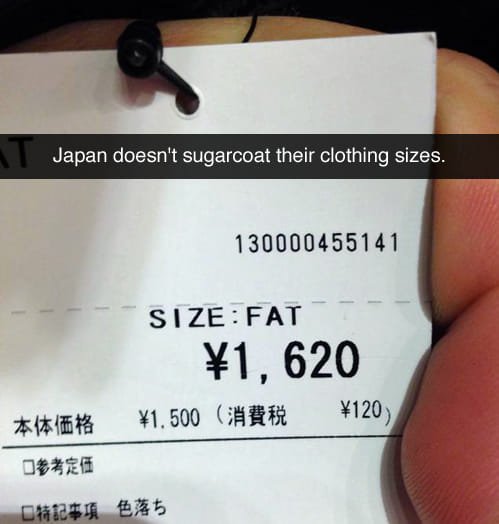 AT
Japan doesn't sugarcoat their clothing sizes.
130000455141
SIZE:FAT
¥1,620
本体価格 ¥1,500 (消費税 ¥120)
□参考定価
□特記事項 色落ち